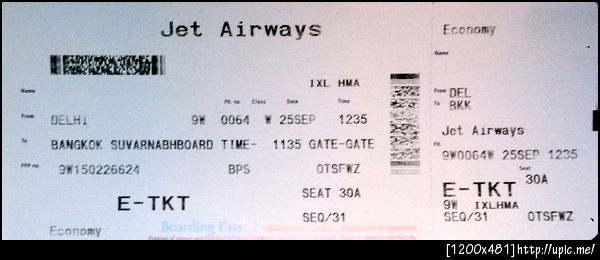 Jet Airways
Economy
IXL HMA
Name
Name
Flt. no. Class Date Time
From DEL
To BKK
From DELHI 9W 0064 W 25SEP 1235
Jet Airways
To BANGKOK SUVARNABHBOARD TIME- 1135 GATE-GATE
Flt.
9W0064W 25SEP 1235
FFP no. 9W150226624 BPS OTSFWZ
Seat
30A
E-TKT
SEAT 30A
E-TKT
9W IXLHMA
SEQ/31
SEQ/31 OTSFWZ
Boarding Pass
Economy
[1200x481]http://upic.me/